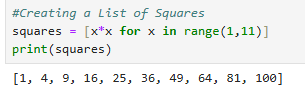 #Creating a List of Squares
squares = [x*x for x in range(1,11)]
print(squares)
[1, 4, 9, 16, 25, 36, 49, 64, 81, 100]